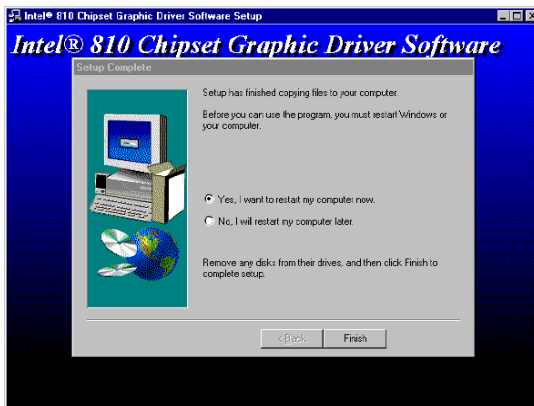 Intel® 810 Chipset Graphic Driver Software Setup
Intel® 810 Chipset Graphic Driver Software
Setup Complete
Setup has finished copying files to your computer.
Before you can use the program, you must restart Windows or
your computer.
Yes, I want to restart my computer now.
No, I will restart my computer later.
Remove any disks from their drives, and then click Finish to
complete setup.
< Back
Finish